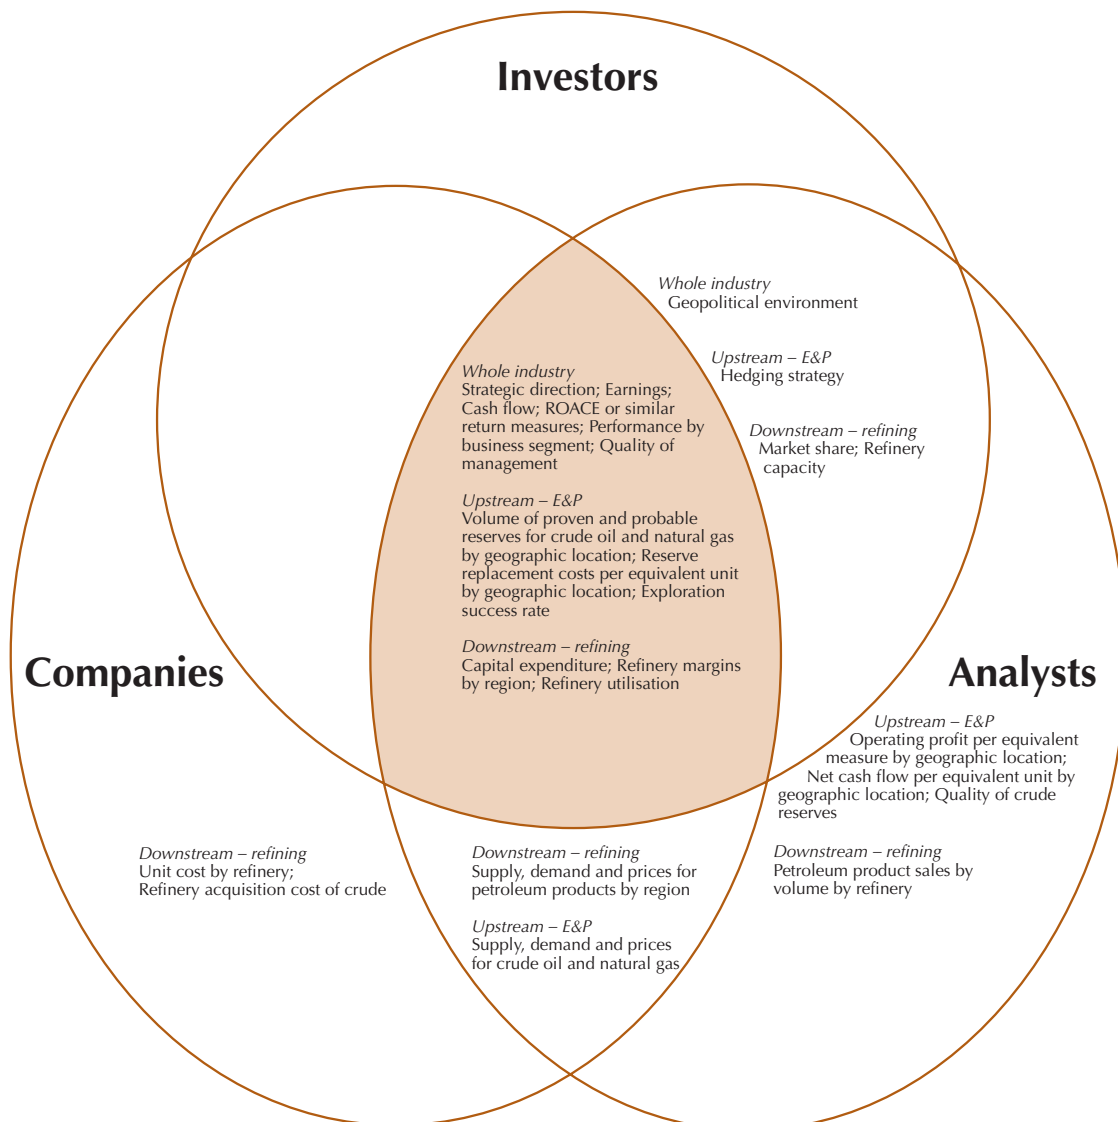 Investors
Whole industry
Geopolitical environment
Upstream – E&P
Hedging strategy
Downstream – refining
Market share; Refinery
capacity
Whole industry
Strategic direction; Earnings;
Cash flow; ROACE or similar
return measures; Performance by
business segment; Quality of
management
Upstream – E&P
Volume of proven and probable
reserves for crude oil and natural gas
by geographic location; Reserve
replacement costs per equivalent unit
by geographic location; Exploration
success rate
Downstream – refining
Capital expenditure; Refinery margins
by region; Refinery utilisation
Companies
Analysts
Upstream – E&P
Operating profit per equivalent
measure by geographic location;
Net cash flow per equivalent unit by
geographic location; Quality of crude
reserves
Downstream – refining
Unit cost by refinery;
Refinery acquisition cost of crude
Downstream – refining
Supply, demand and prices for
petroleum products by region
Upstream – E&P
Supply, demand and prices
for crude oil and natural gas
Downstream – refining
Petroleum product sales by
volume by refinery